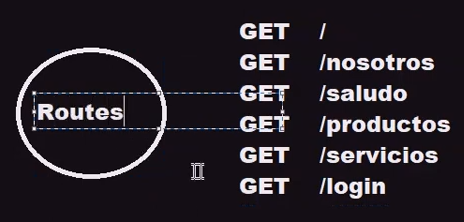 GET /
GET /nosotros
GET /saludo
Routes
GET /productos
GET /servicios
GET /login